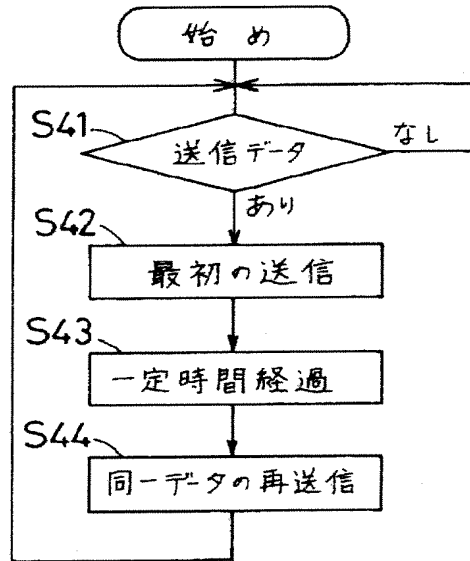 始め
S41
送信データ
なし
あり
S42
最初の送信
S43
一定時間経過
S44
同一データの再送信